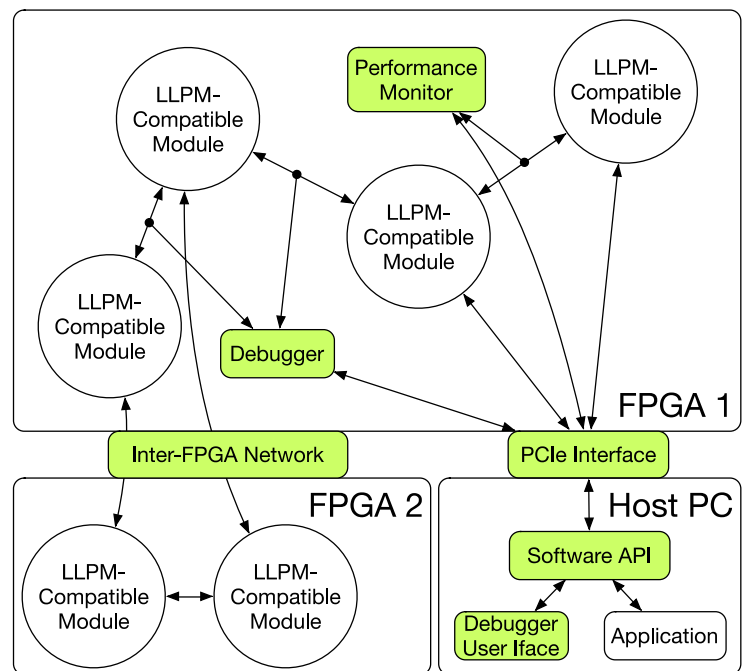 LLPM-
Compatible
Module
Performance
Monitor
LLPM-
Compatible
Module
LLPM-
Compatible
Module
LLPM-
Compatible
Module
Debugger
FPGA 1
Inter-FPGA Network
PCIe Interface
FPGA 2
LLPM-
Compatible
Module
LLPM-
Compatible
Module
Host PC
Software API
Debugger
User Iface
Application